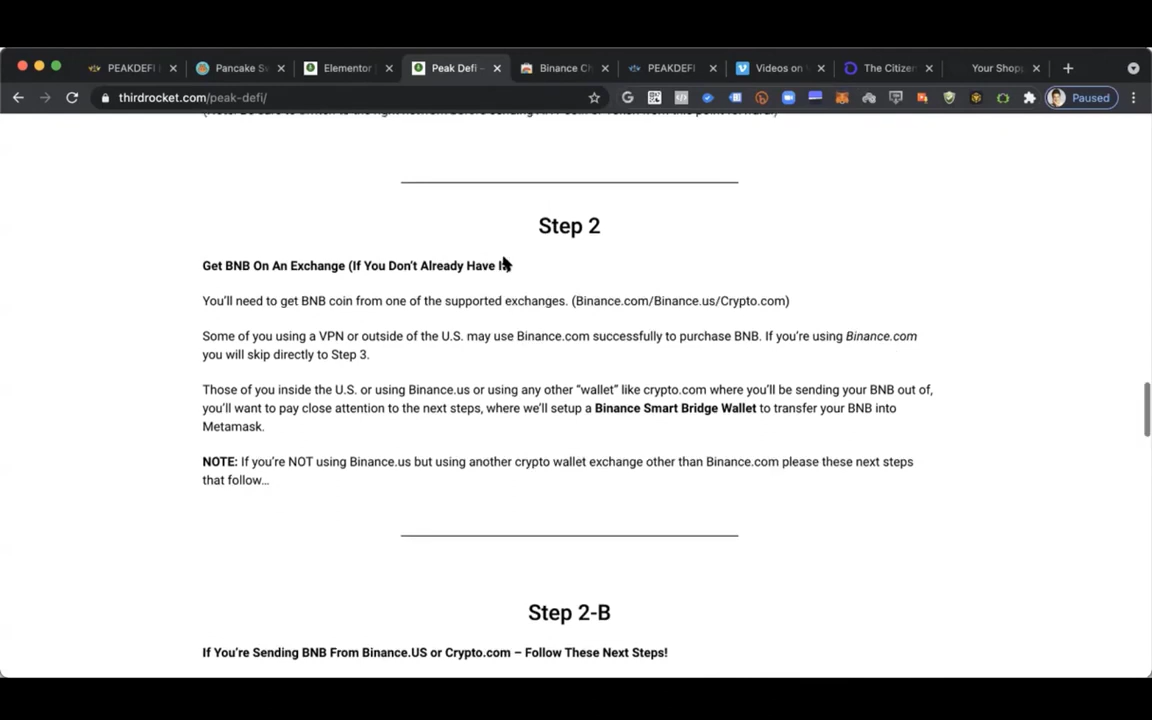 PEAKDEFI
Pancake Sw
Elementor
Peak Defi –
Binance Ch
PEAKDEFI
Videos on
The Citizen
Your Shop
thirdrocket.com/peak-defi/
Paused
Step 2
Get BNB On An Exchange (If You Don't Already Have
You'll need to get BNB coin from one of the supported exchanges. (Binance.com/Binance.us/Crypto.com)
Some of you using a VPN or outside of the U.S. may use Binance.com successfully to purchase BNB. If you're using Binance.com
you will skip directly to Step 3.
Those of you inside the U.S. or using Binance.us or using any other "wallet" like crypto.com where you'll be sending your BNB out of,
you'll want to pay close attention to the next steps, where we'll setup a Binance Smart Bridge Wallet to transfer your BNB into
Metamask.
NOTE: If you're NOT using Binance.us but using another crypto wallet exchange other than Binance.com please these next steps
that follow…
Step 2-B
If You're Sending BNB From Binance.US or Crypto.com – Follow These Next Steps!